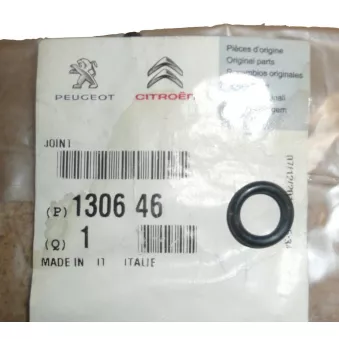 PEUGEOT
CITROËN
Pièces d'origine
Original parts
JOINT
(P) 1306 46
(Q) 1
MADE IN IT ITALIE